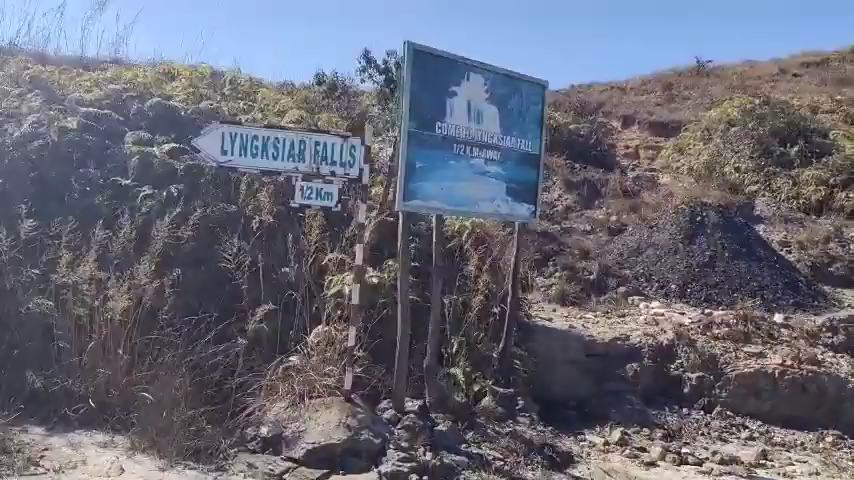 LYNGKSIAR FALLS
1/2 Km
COME TO LYNGKSIAR FALL
1/2 K.M AWAY